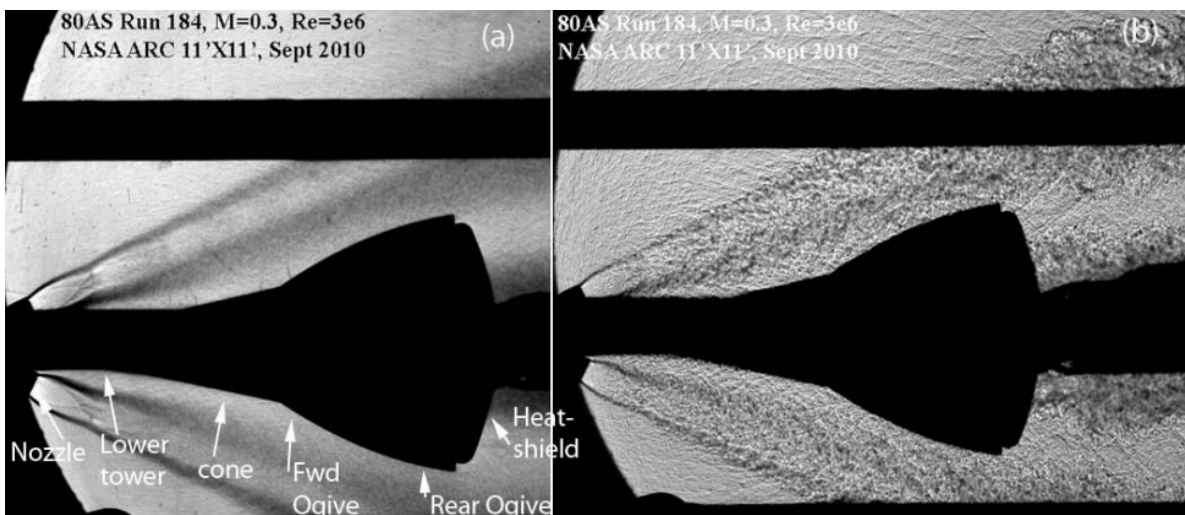 80AS Run 184, M=0.3, Re=3e6
NASA ARC 11'X11', Sept 2010
(a)
Nozzle
Lower
tower
cone
Fwd
Ogive
Rear Ogive
Heat-
shield
80AS Run 184, M=0.3, Re=3e6
NASA ARC 11'X11', Sept 2010
(b)